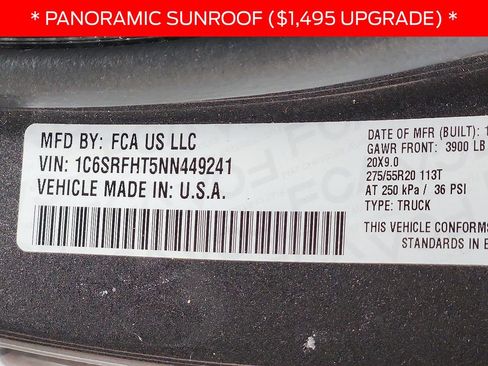 * PANORAMIC SUNROOF ($1,495 UPGRADE) *
MFD BY: FCA US LLC
VIN: 1C6SRFHT5NN449241
VEHICLE MADE IN: U.S.A.
DATE OF MFR (BUILT): 1
GAWR FRONT: 3900 LB
20X9.0
275/55R20 113T
AT 250 kPa / 36 PSI
TYPE: TRUCK
THIS VEHICLE CONFORM
STANDARDS IN E